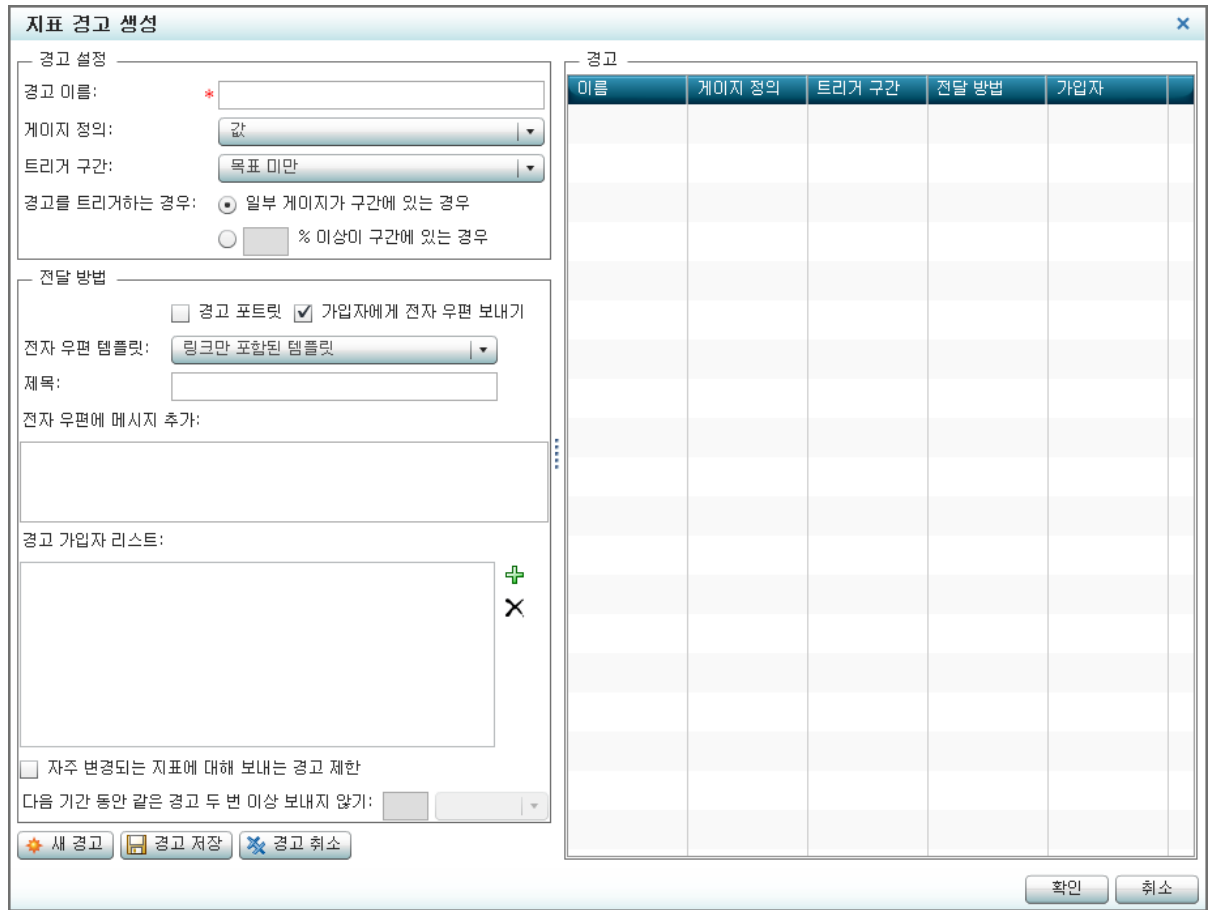 지표 경고 생성
경고 설정
경고 이름: *
게이지 정의: 값
트리거 구간: 목표 미만
경고를 트리거하는 경우: 일부 게이지가 구간에 있는 경우
% 이상이 구간에 있는 경우
전달 방법
경고 포트릿 가입자에게 전자 우편 보내기
전자 우편 템플릿: 링크만 포함된 템플릿
제목:
전자 우편에 메시지 추가:
경고 가입자 리스트:
자주 변경되는 지표에 대해 보내는 경고 제한
다음 기간 동안 같은 경고 두 번 이상 보내지 않기:
새 경고 경고 저장 경고 취소
경고
이름 게이지 정의 트리거 구간 전달 방법 가입자
확인 취소